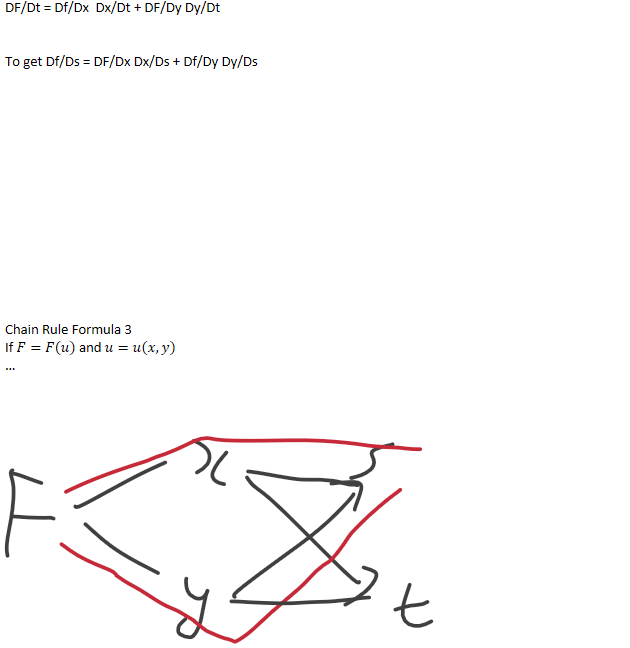 DF/Dt = Df/Dx Dx/Dt + DF/Dy Dy/Dt
To get Df/Ds = DF/Dx Dx/Ds + Df/Dy Dy/Ds
Chain Rule Formula 3
If F = F(u) and u = u(x, y)
...
x s
F
y t